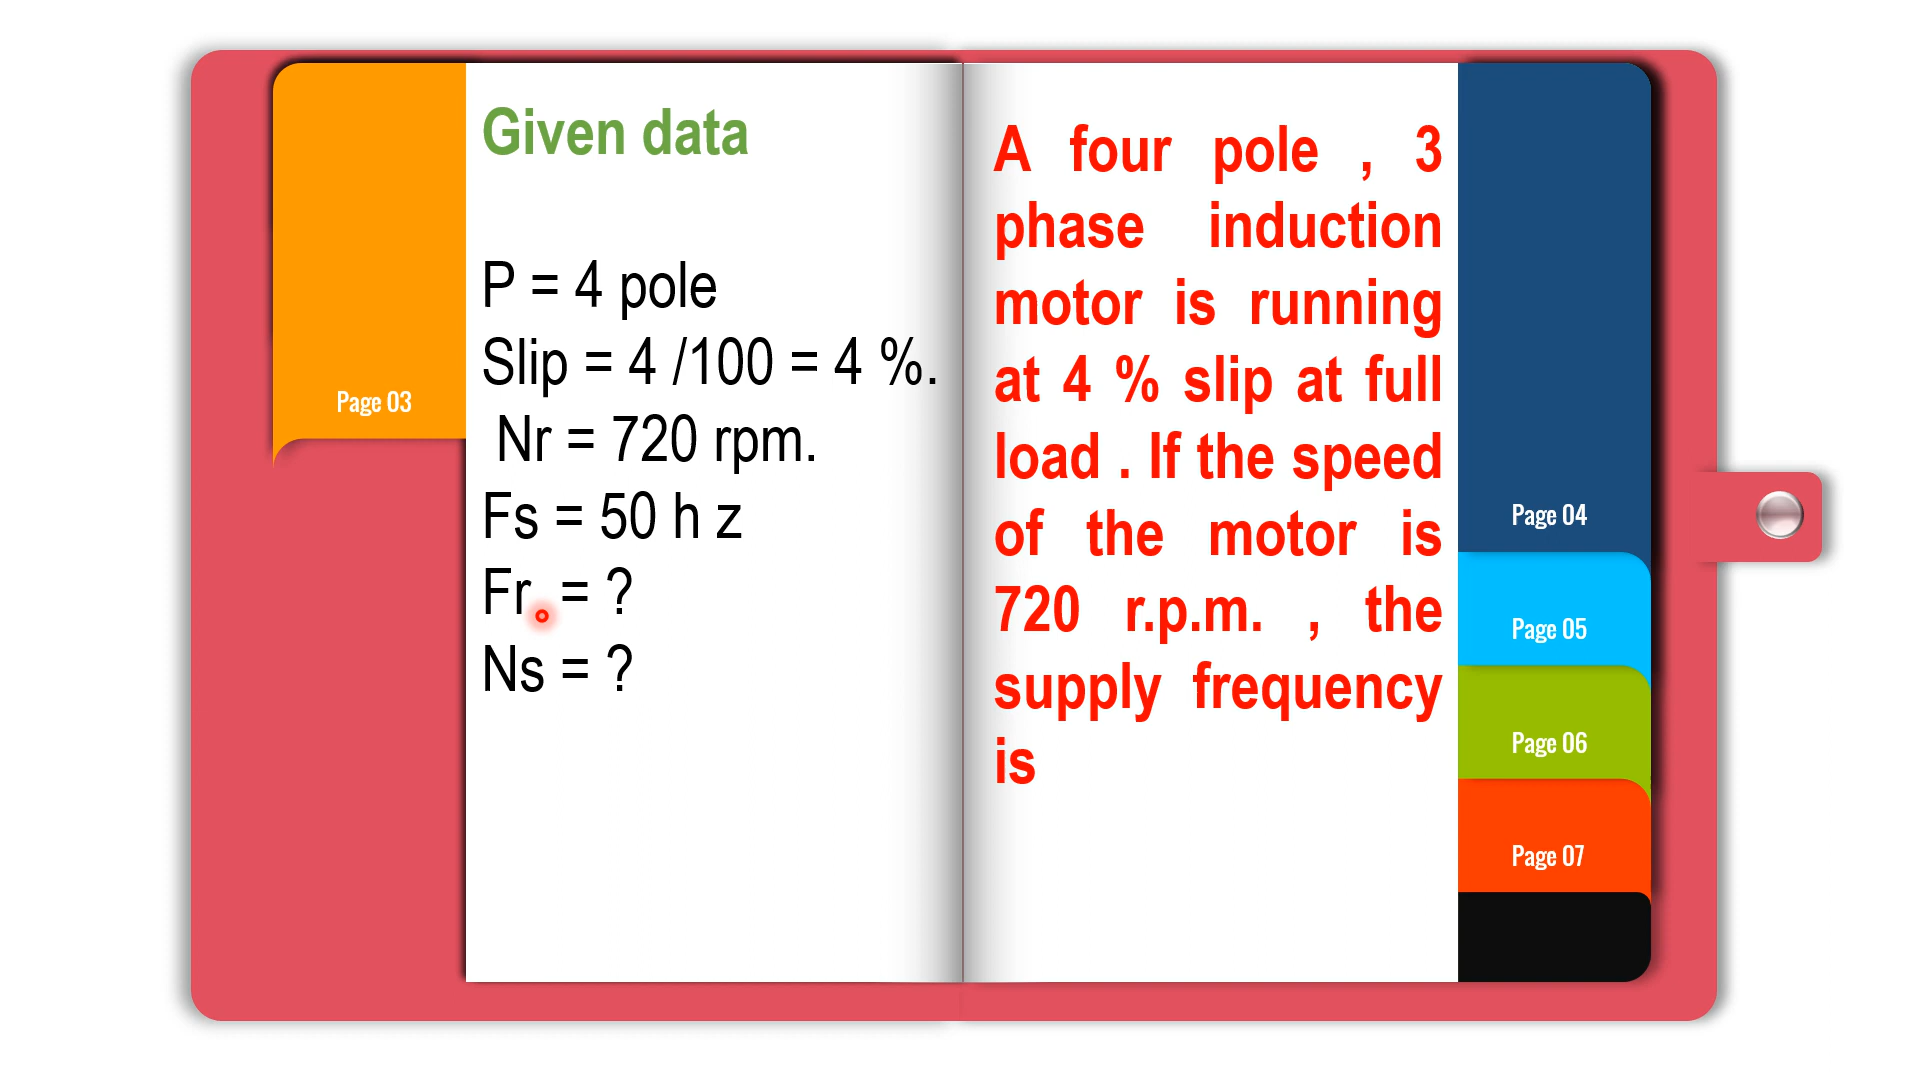 Given data
P = 4 pole
Slip = 4 /100 = 4 %.
Nr = 720 rpm.
Fs = 50 h z
Fr = ?
Ns = ?
Page 03
A four pole , 3
phase induction
motor is running
at 4 % slip at full
load . If the speed
of the motor is
720 r.p.m. , the
supply frequency
is
Page 04
Page 05
Page 06
Page 07